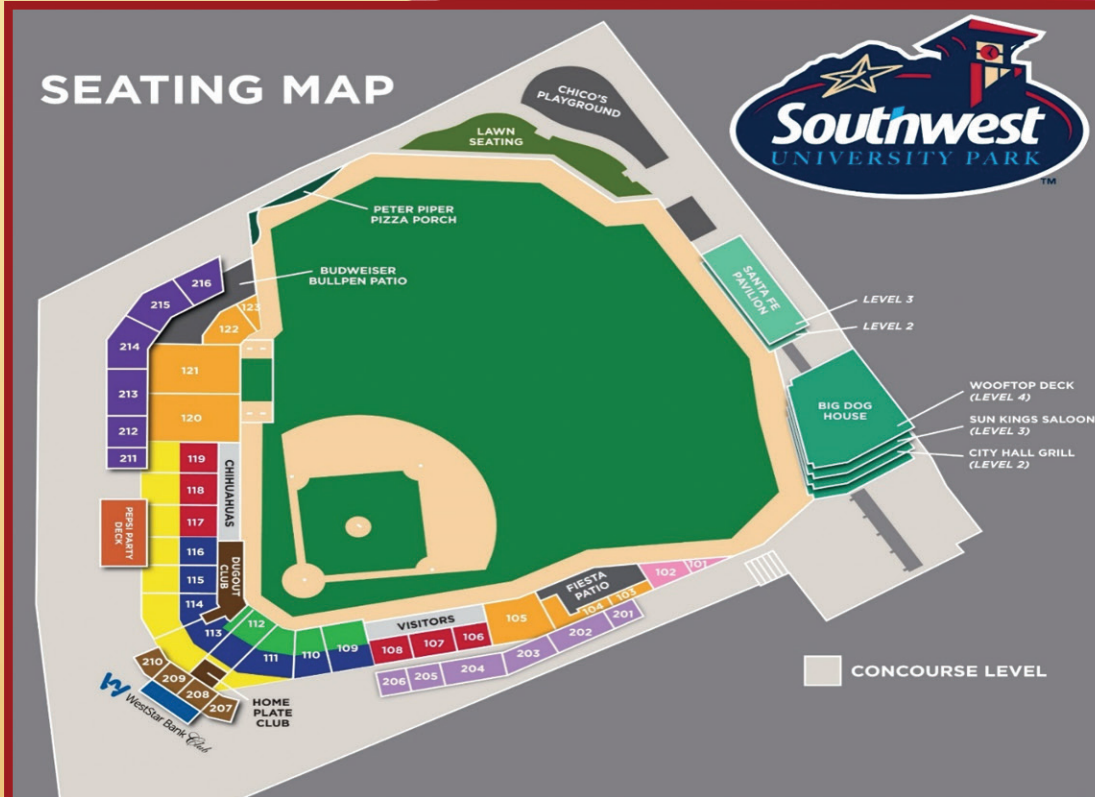 SEATING MAP
Southwest
UNIVERSITY PARK
TM
CHICO'S
PLAYGROUND
LAWN
SEATING
PETER PIPER
PIZZA PORCH
BUDWEISER
BULLPEN PATIO
SANTA FE
PAVILION
LEVEL 3
LEVEL 2
BIG DOG
HOUSE
WOOFTOP DECK
(LEVEL 4)
SUN KINGS SALOON
(LEVEL 3)
CITY HALL GRILL
(LEVEL 2)
216
215
214
213
212
211
123
122
121
120
119
118
117
116
115
114
113
112
111
110
109
108
107
106
105
104
103
102
101
CHIHUAHUAS
DUGOUT
CLUB
PEPSI PARTY
DECK
VISITORS
FIESTA
PATIO
201
202
203
204
205
206
207
208
209
210
HOME
PLATE
CLUB
WestStar Bank Club
CONCOURSE LEVEL